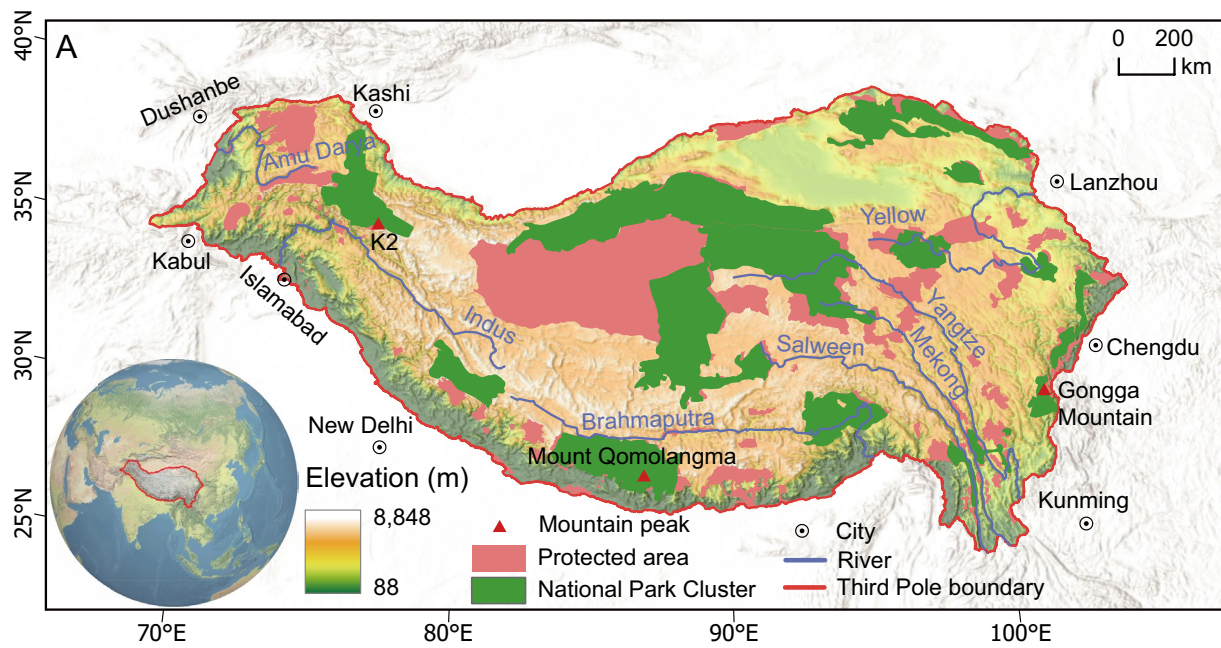 A
0 200
km
40°N
35°N
30°N
25°N
Dushanbe
Kashi
Amu Darya
Lanzhou
K2
Kabul
Islamabad
Yellow
Indus
Yangtze
Mekong
Salween
Chengdu
Gongga
Mountain
Brahmaputra
New Delhi
Mount Qomolangma
Kunming
Elevation (m)
8,848
88
Mountain peak
Protected area
National Park Cluster
City
River
Third Pole boundary
70°E
80°E
90°E
100°E